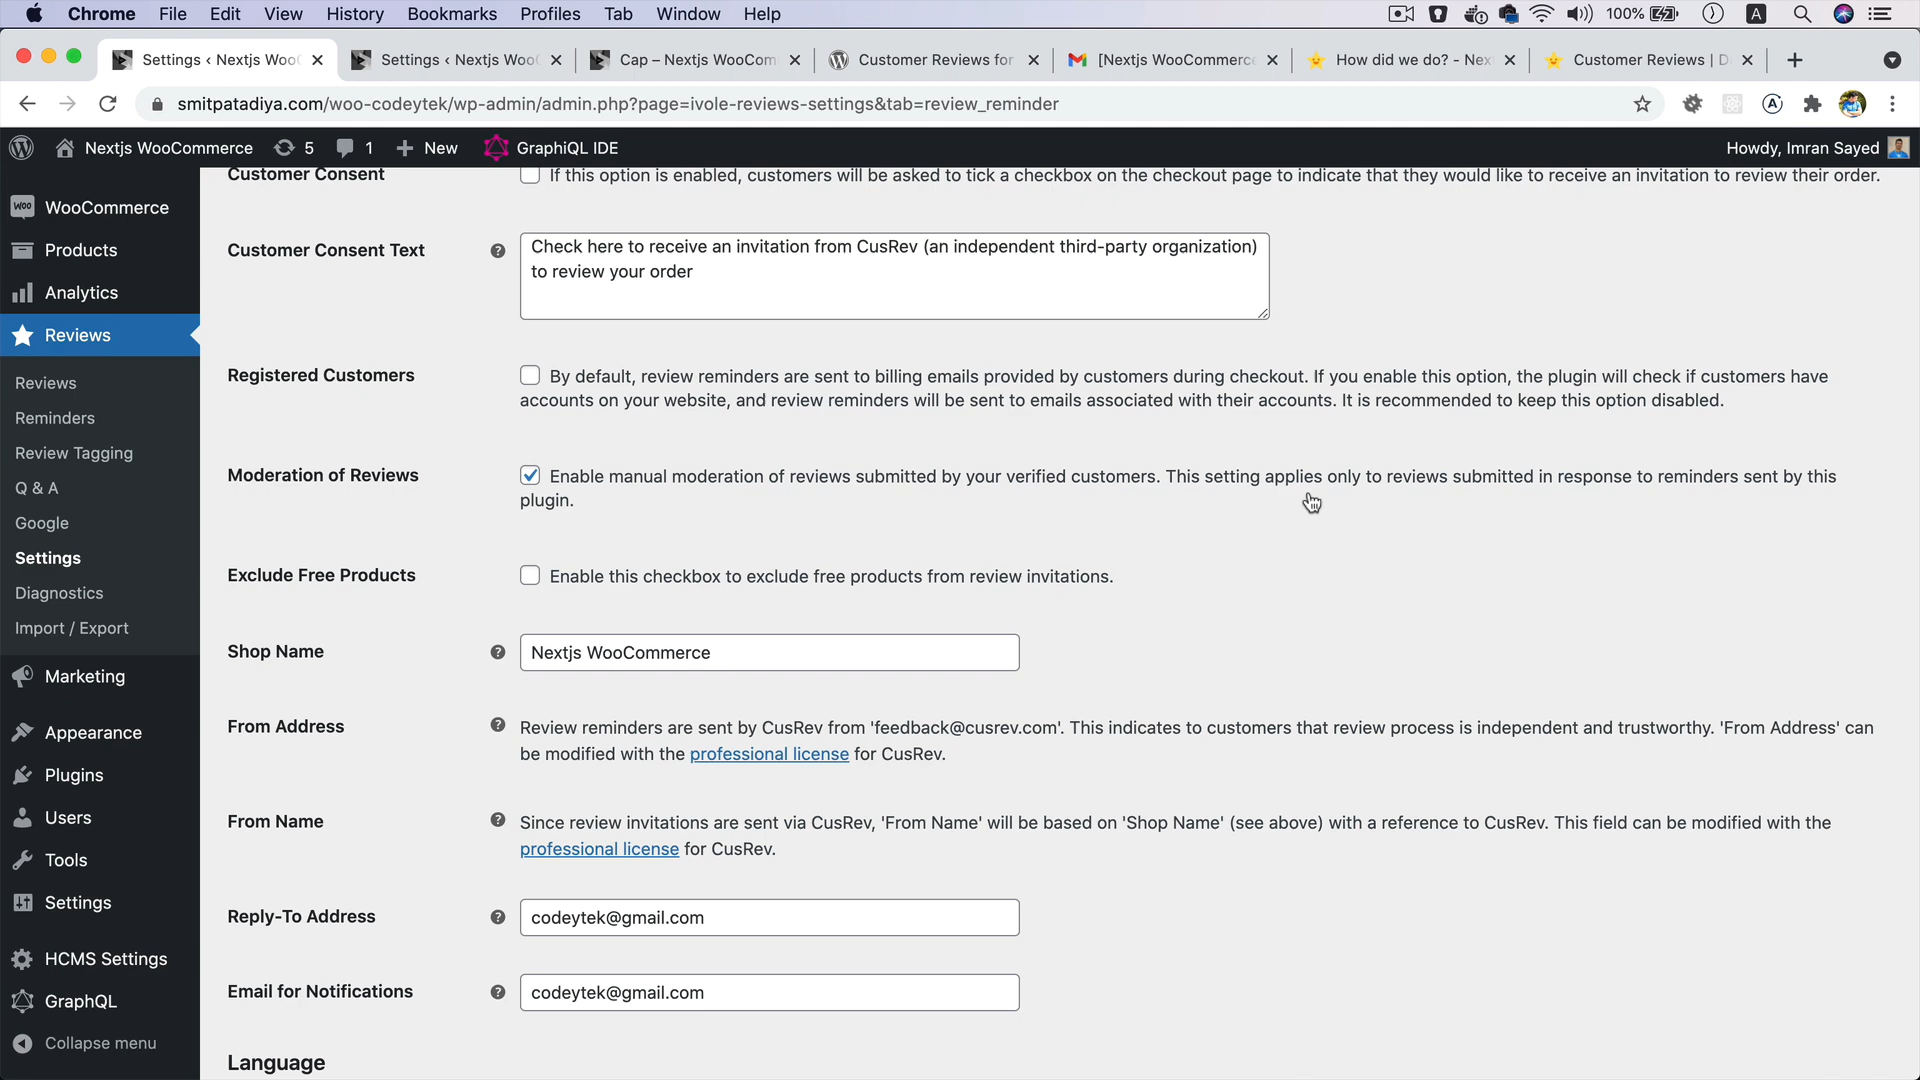 Chrome File Edit View History Bookmarks Profiles Tab Window Help 100% A
Settings ‹ Nextjs WooC
Settings ‹ Nextjs WooC
Cap – Nextjs WooCom
Customer Reviews for
[Nextjs WooCommerce
How did we do? - Nex
Customer Reviews | D
smitpatadiya.com/woo-codeytek/wp-admin/admin.php?page=ivole-reviews-settings&tab=review_reminder
Nextjs WooCommerce 5 1 New GraphiQL IDE Howdy, Imran Sayed
WooCommerce
Products
Analytics
Reviews
Reviews
Reminders
Review Tagging
Q & A
Google
Settings
Diagnostics
Import / Export
Marketing
Appearance
Plugins
Users
Tools
Settings
HCMS Settings
GraphQL
Collapse menu
Customer Consent If this option is enabled, customers will be asked to tick a checkbox on the checkout page to indicate that they would like to receive an invitation to review their order.
Customer Consent Text Check here to receive an invitation from CusRev (an independent third-party organization)
to review your order
Registered Customers By default, review reminders are sent to billing emails provided by customers during checkout. If you enable this option, the plugin will check if customers have
accounts on your website, and review reminders will be sent to emails associated with their accounts. It is recommended to keep this option disabled.
Moderation of Reviews Enable manual moderation of reviews submitted by your verified customers. This setting applies only to reviews submitted in response to reminders sent by this
plugin.
Exclude Free Products Enable this checkbox to exclude free products from review invitations.
Shop Name Nextjs WooCommerce
From Address Review reminders are sent by CusRev from 'feedback@cusrev.com'. This indicates to customers that review process is independent and trustworthy. 'From Address' can
be modified with the professional license for CusRev.
From Name Since review invitations are sent via CusRev, 'From Name' will be based on 'Shop Name' (see above) with a reference to CusRev. This field can be modified with the
professional license for CusRev.
Reply-To Address codeytek@gmail.com
Email for Notifications codeytek@gmail.com
Language